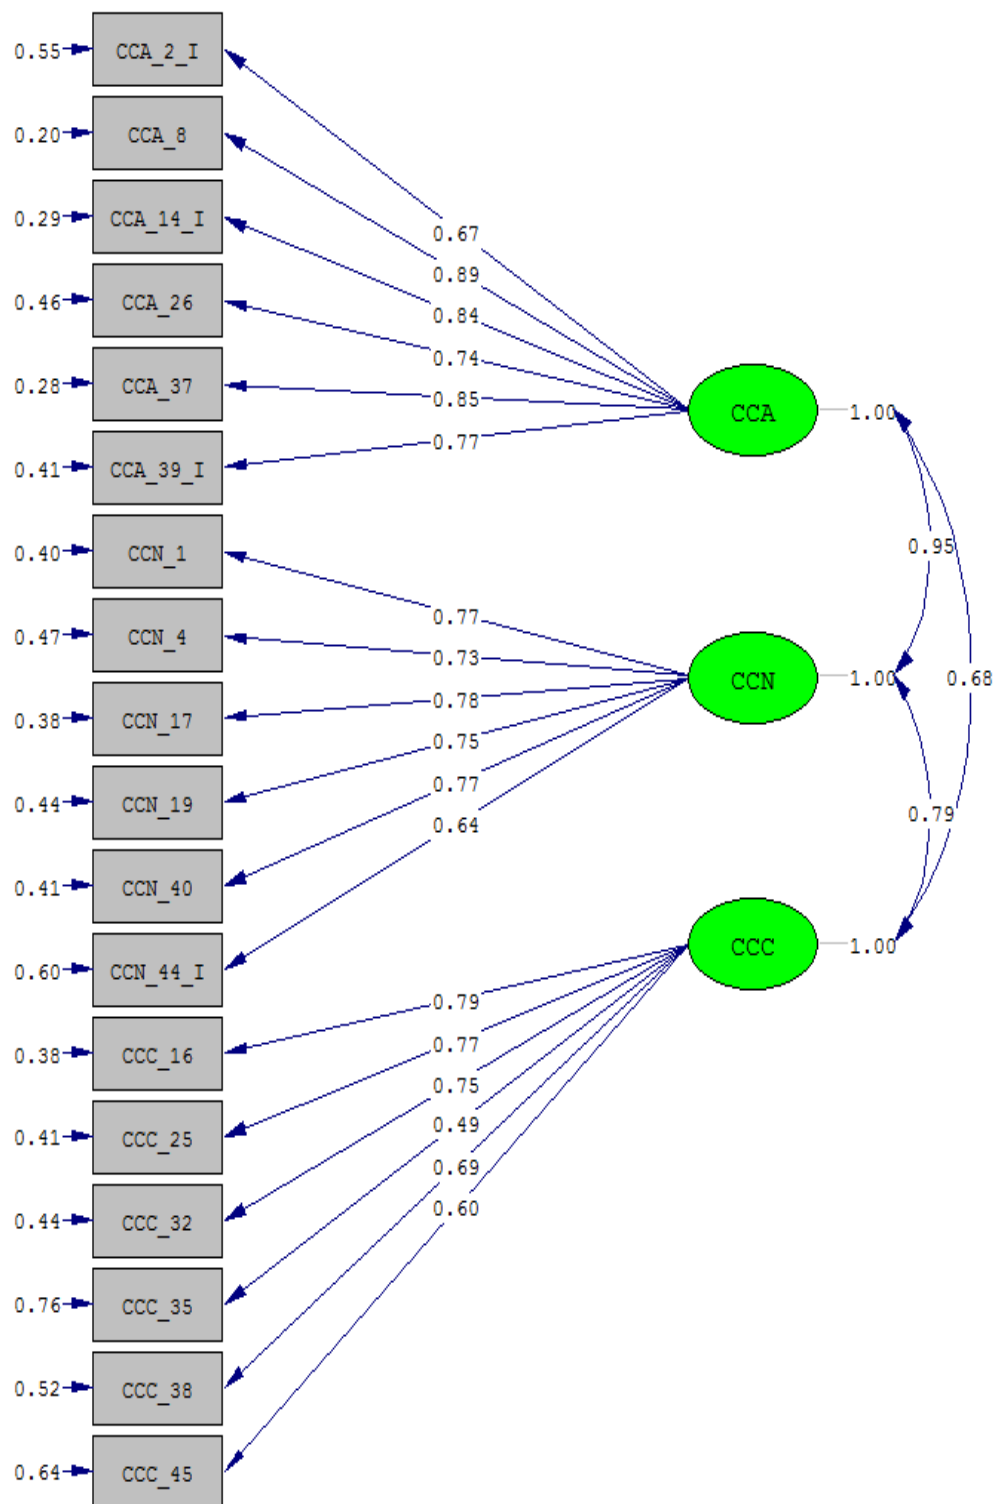 0.55 CCA_2_I
0.20 CCA_8
0.29 CCA_14_I
0.67
0.89
0.46 CCA_26
0.84
0.74
0.28 CCA_37
0.85
CCA 1.00
0.77
0.41 CCA_39_I
0.40 CCN_1
0.95
0.77
0.47 CCN_4
0.73
CCN 1.00 0.68
0.78
0.38 CCN_17
0.75
0.77
0.44 CCN_19
0.79
0.64
0.41 CCN_40
CCC 1.00
0.60 CCN_44_I
0.79
0.38 CCC_16
0.77
0.75
0.41 CCC_25
0.49
0.69
0.60
0.44 CCC_32
0.76 CCC_35
0.52 CCC_38
0.64 CCC_45